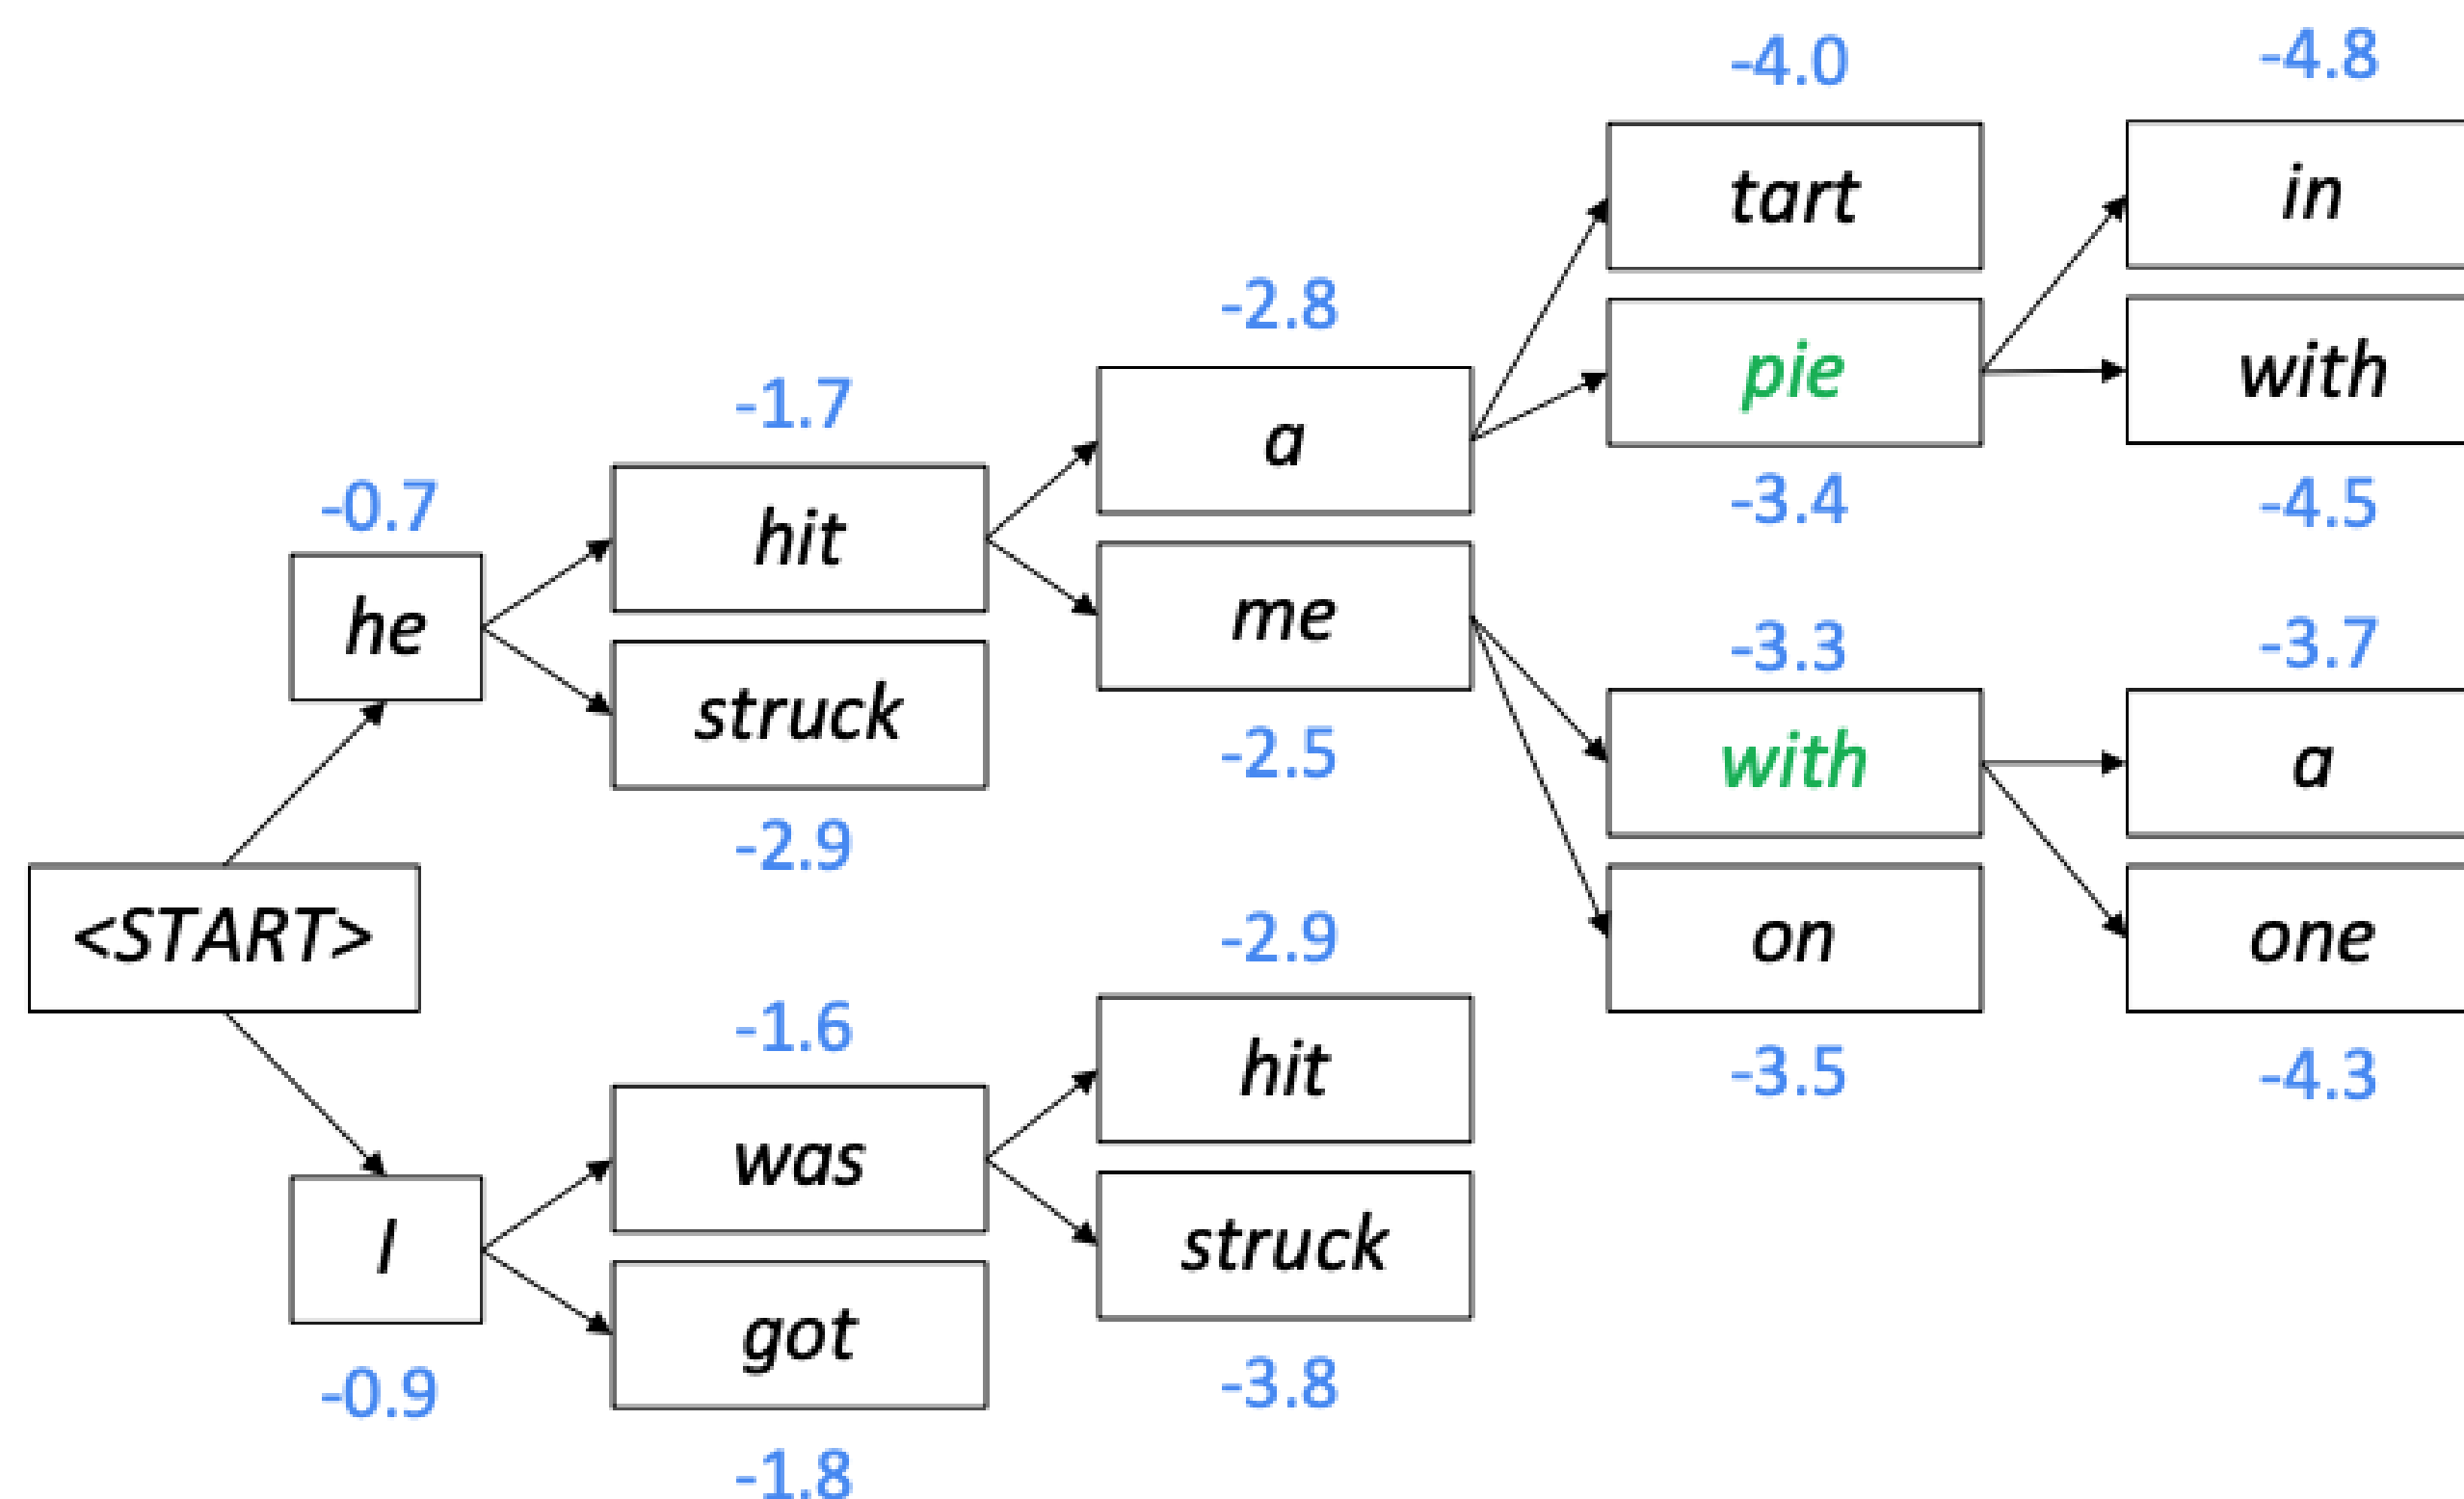 -4.0
-4.8
tart
in
-2.8
pie
with
-1.7
a
-3.4
-4.5
-0.7
hit
me
-3.3
-3.7
he
struck
-2.5
with
a
-2.9
<START>
-2.9
on
one
-1.6
hit
-3.5
-4.3
I
was
struck
-0.9
got
-3.8
-1.8